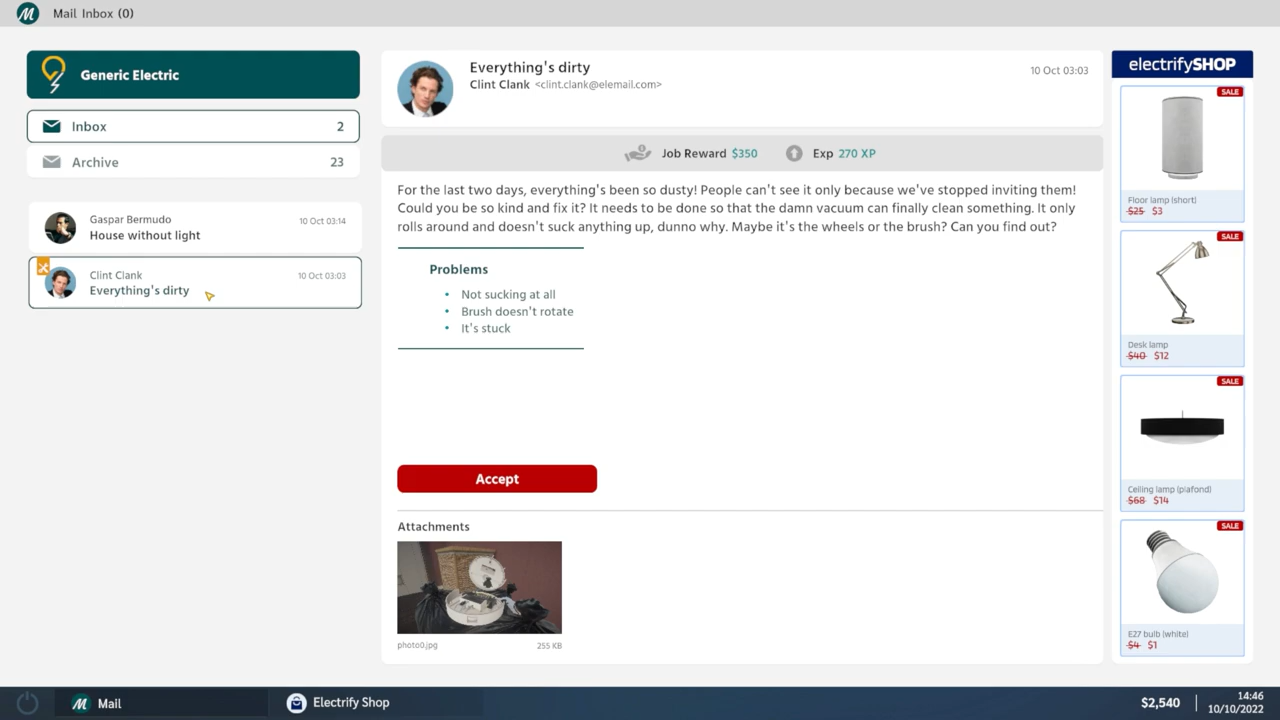 Mail Inbox (0)
Generic Electric
Inbox 2
Archive 23
Gaspar Bermudo 10 Oct 03:14
House without light
Clint Clank 10 Oct 03:03
Everything's dirty
Everything's dirty
Clint Clank <clint.clank@elemail.com>
10 Oct 03:03
Job Reward $350 Exp 270 XP
For the last two days, everything's been so dusty! People can't see it only because we've stopped inviting them!
Could you be so kind and fix it? It needs to be done so that the damn vacuum can finally clean something. It only
rolls around and doesn't suck anything up, dunno why. Maybe it's the wheels or the brush? Can you find out?
Problems
• Not sucking at all
• Brush doesn't rotate
• It's stuck
Accept
Attachments
photo0.jpg 255 KB
electrifySHOP
SALE
Floor lamp (short)
$25 $3
SALE
Desk lamp
$40 $12
SALE
Ceiling lamp (plafond)
$68 $14
SALE
E27 bulb (white)
$4 $1
Mail
Electrify Shop
$2,540
14:46
10/10/2022